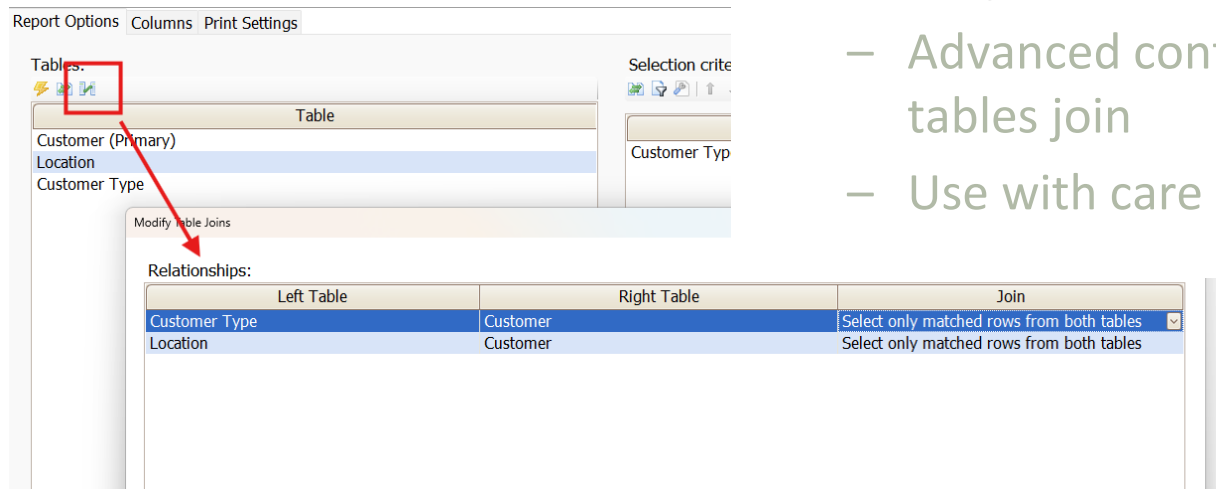 Report Options Columns Print Settings
– Advanced cont
tables join
– Use with care
Tables:
Selection crite
Table
Customer (Primary)
Location
Customer Type
Customer Typ
Modify Table Joins
Relationships:
Left Table Right Table Join
Customer Type Customer Select only matched rows from both tables
Location Customer Select only matched rows from both tables